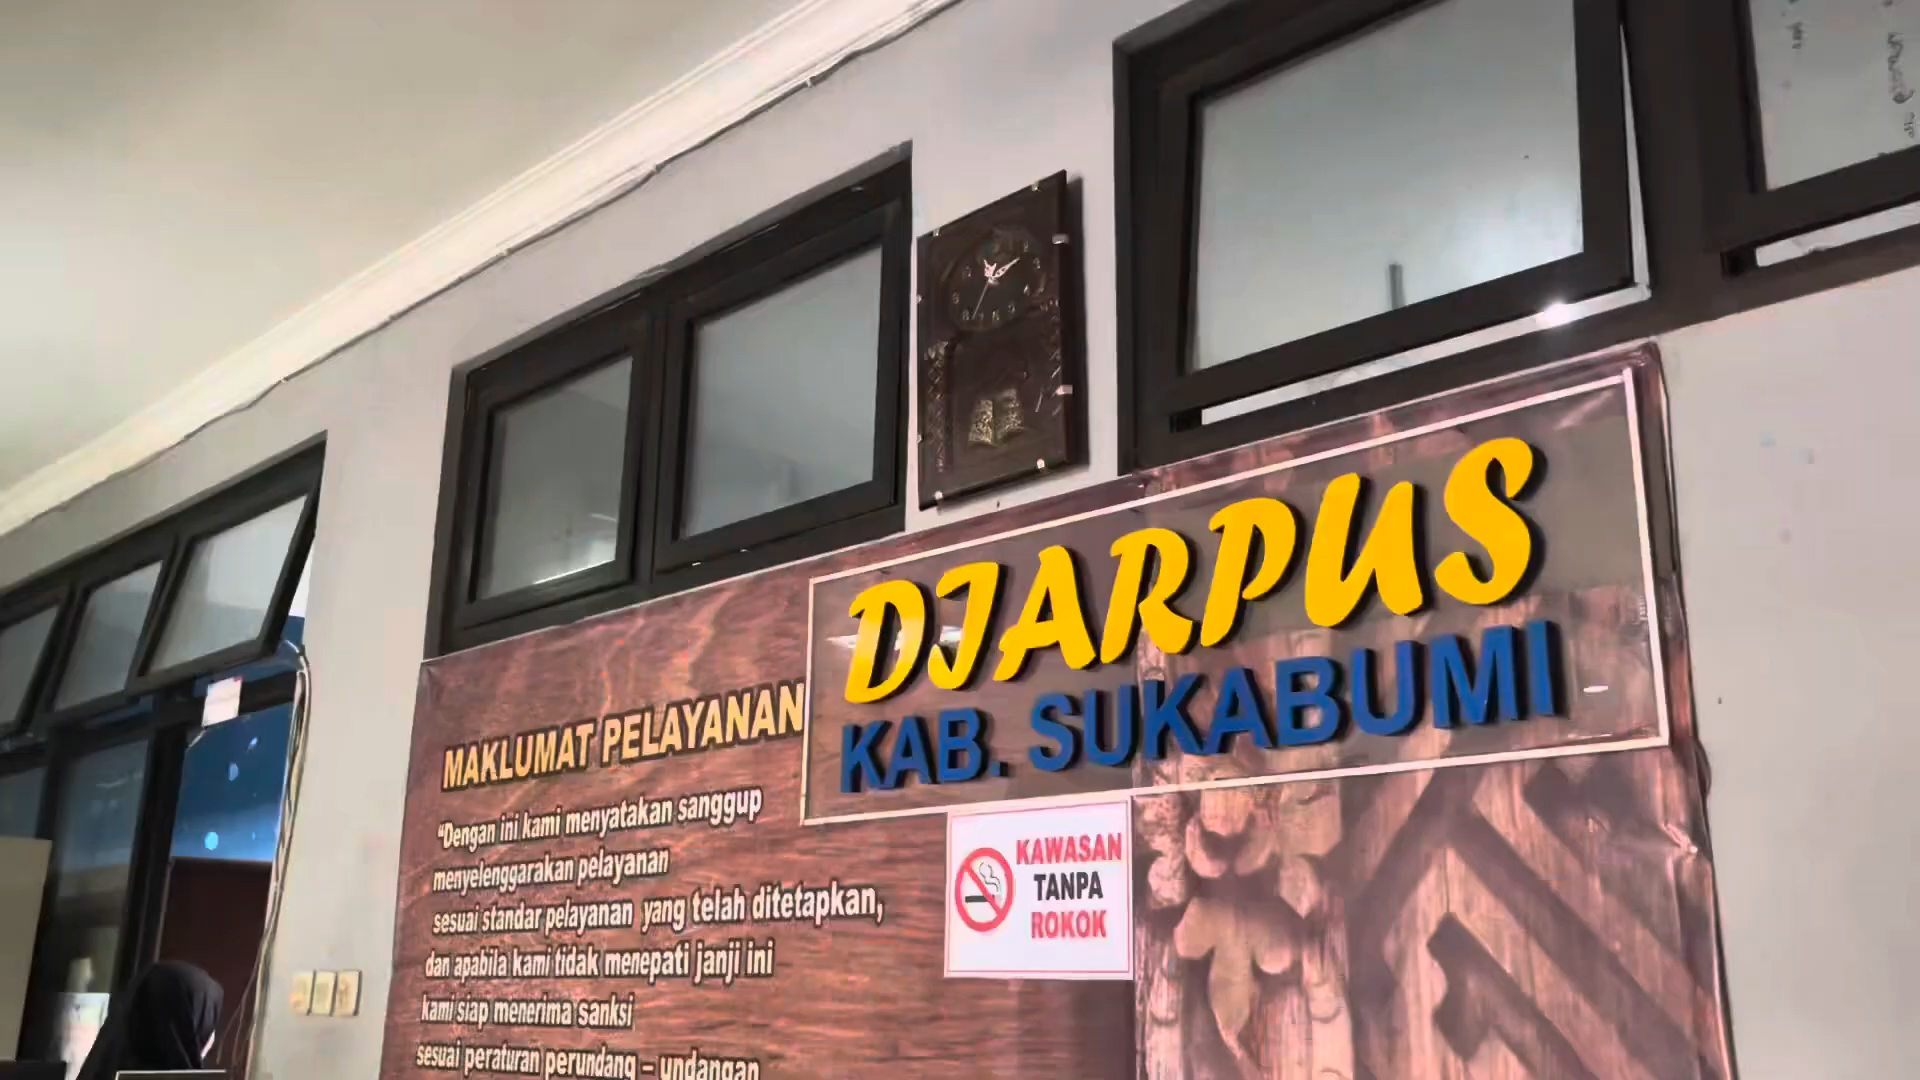 DIARPUS
KAB. SUKABUMI
MAKLUMAT PELAYANAN
"Dengan ini kami menyatakan sanggup
menyelenggarakan pelayanan
sesuai standar pelayanan yang telah ditetapkan,
dan apabila kami tidak menepati janji ini
kami siap menerima sanksi
sesuai peraturan perundang – undangan
KAWASAN
TANPA
ROKOK